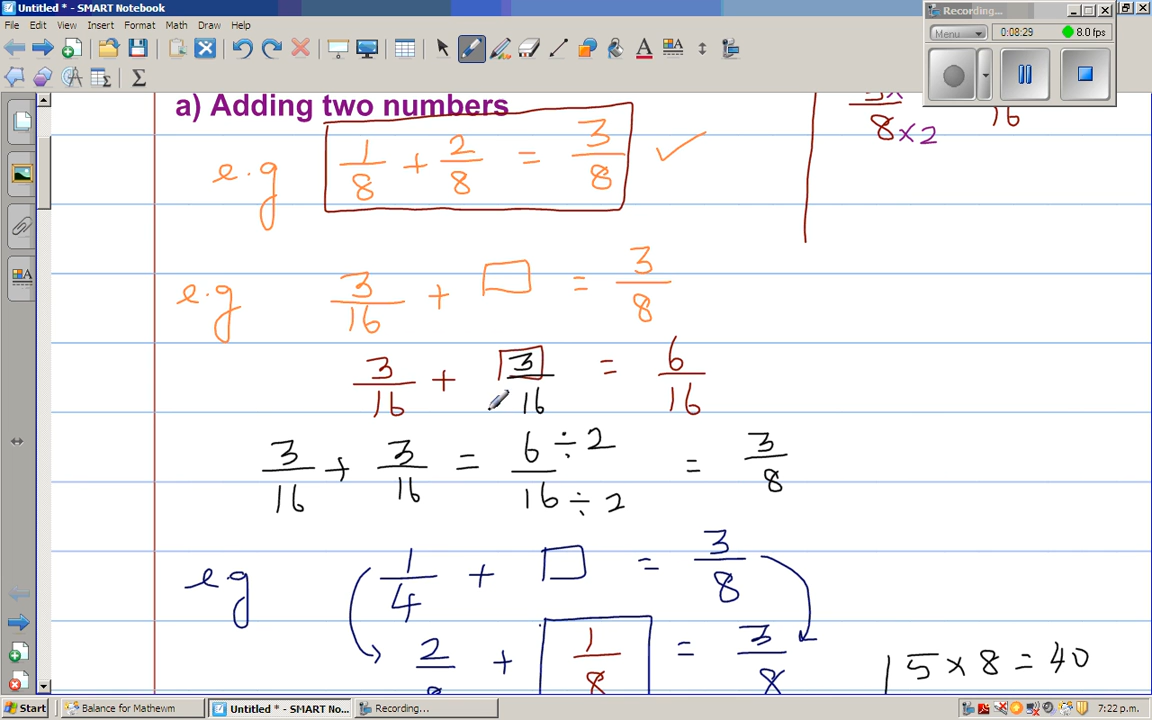 Untitled * - SMART Notebook
Recording...
File Edit View Insert Format Math Draw Help
Menu 0:08:29 8.0 fps
a) Adding two numbers
8 × 2 16
e.g 1/8 + 2/8 = 3/8 ✓
e.g 3/16 + □ = 3/8
3/16 + 3/16 = 6/16
3/16 + 3/16 = 6 ÷ 2 / 16 ÷ 2 = 3/8
eg 1/4 + □ = 3/8
2/8 + 1/8 = 3/8
5 × 8 = 40
Start Balance for Mathewm Untitled * - SMART No... Recording... 7:22 p.m.